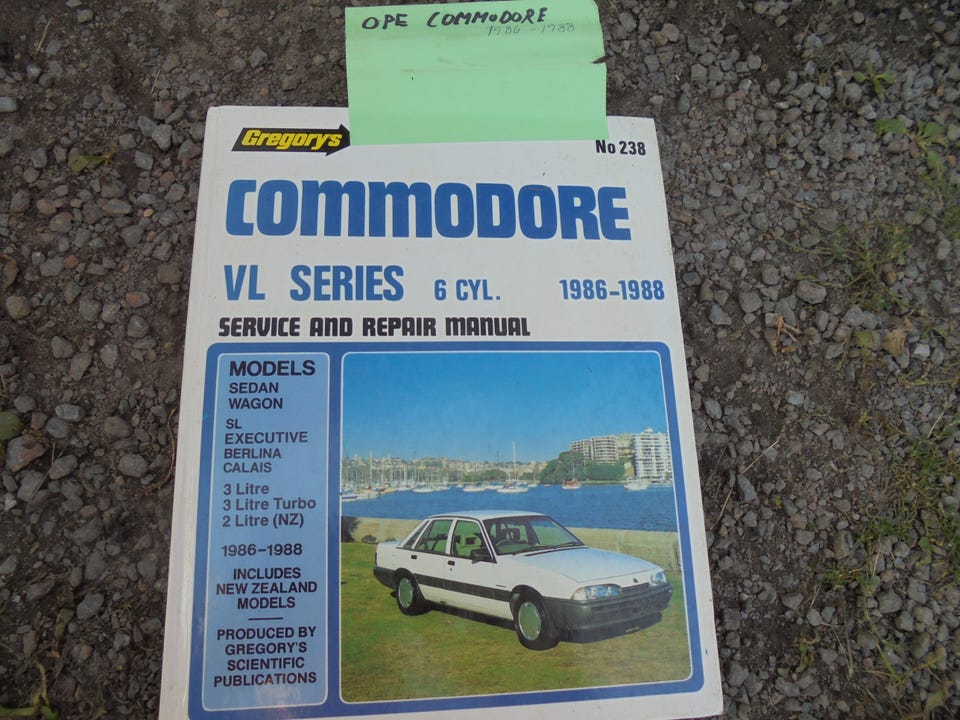 OPE COMMODORE
1986-1988
Gregory's
No 238
COMMODORE
VL SERIES 6 CYL. 1986-1988
SERVICE AND REPAIR MANUAL
MODELS
SEDAN
WAGON
SL
EXECUTIVE
BERLINA
CALAIS
3 Litre
3 Litre Turbo
2 Litre (NZ)
1986-1988
INCLUDES
NEW ZEALAND
MODELS
PRODUCED BY
GREGORY'S
SCIENTIFIC
PUBLICATIONS